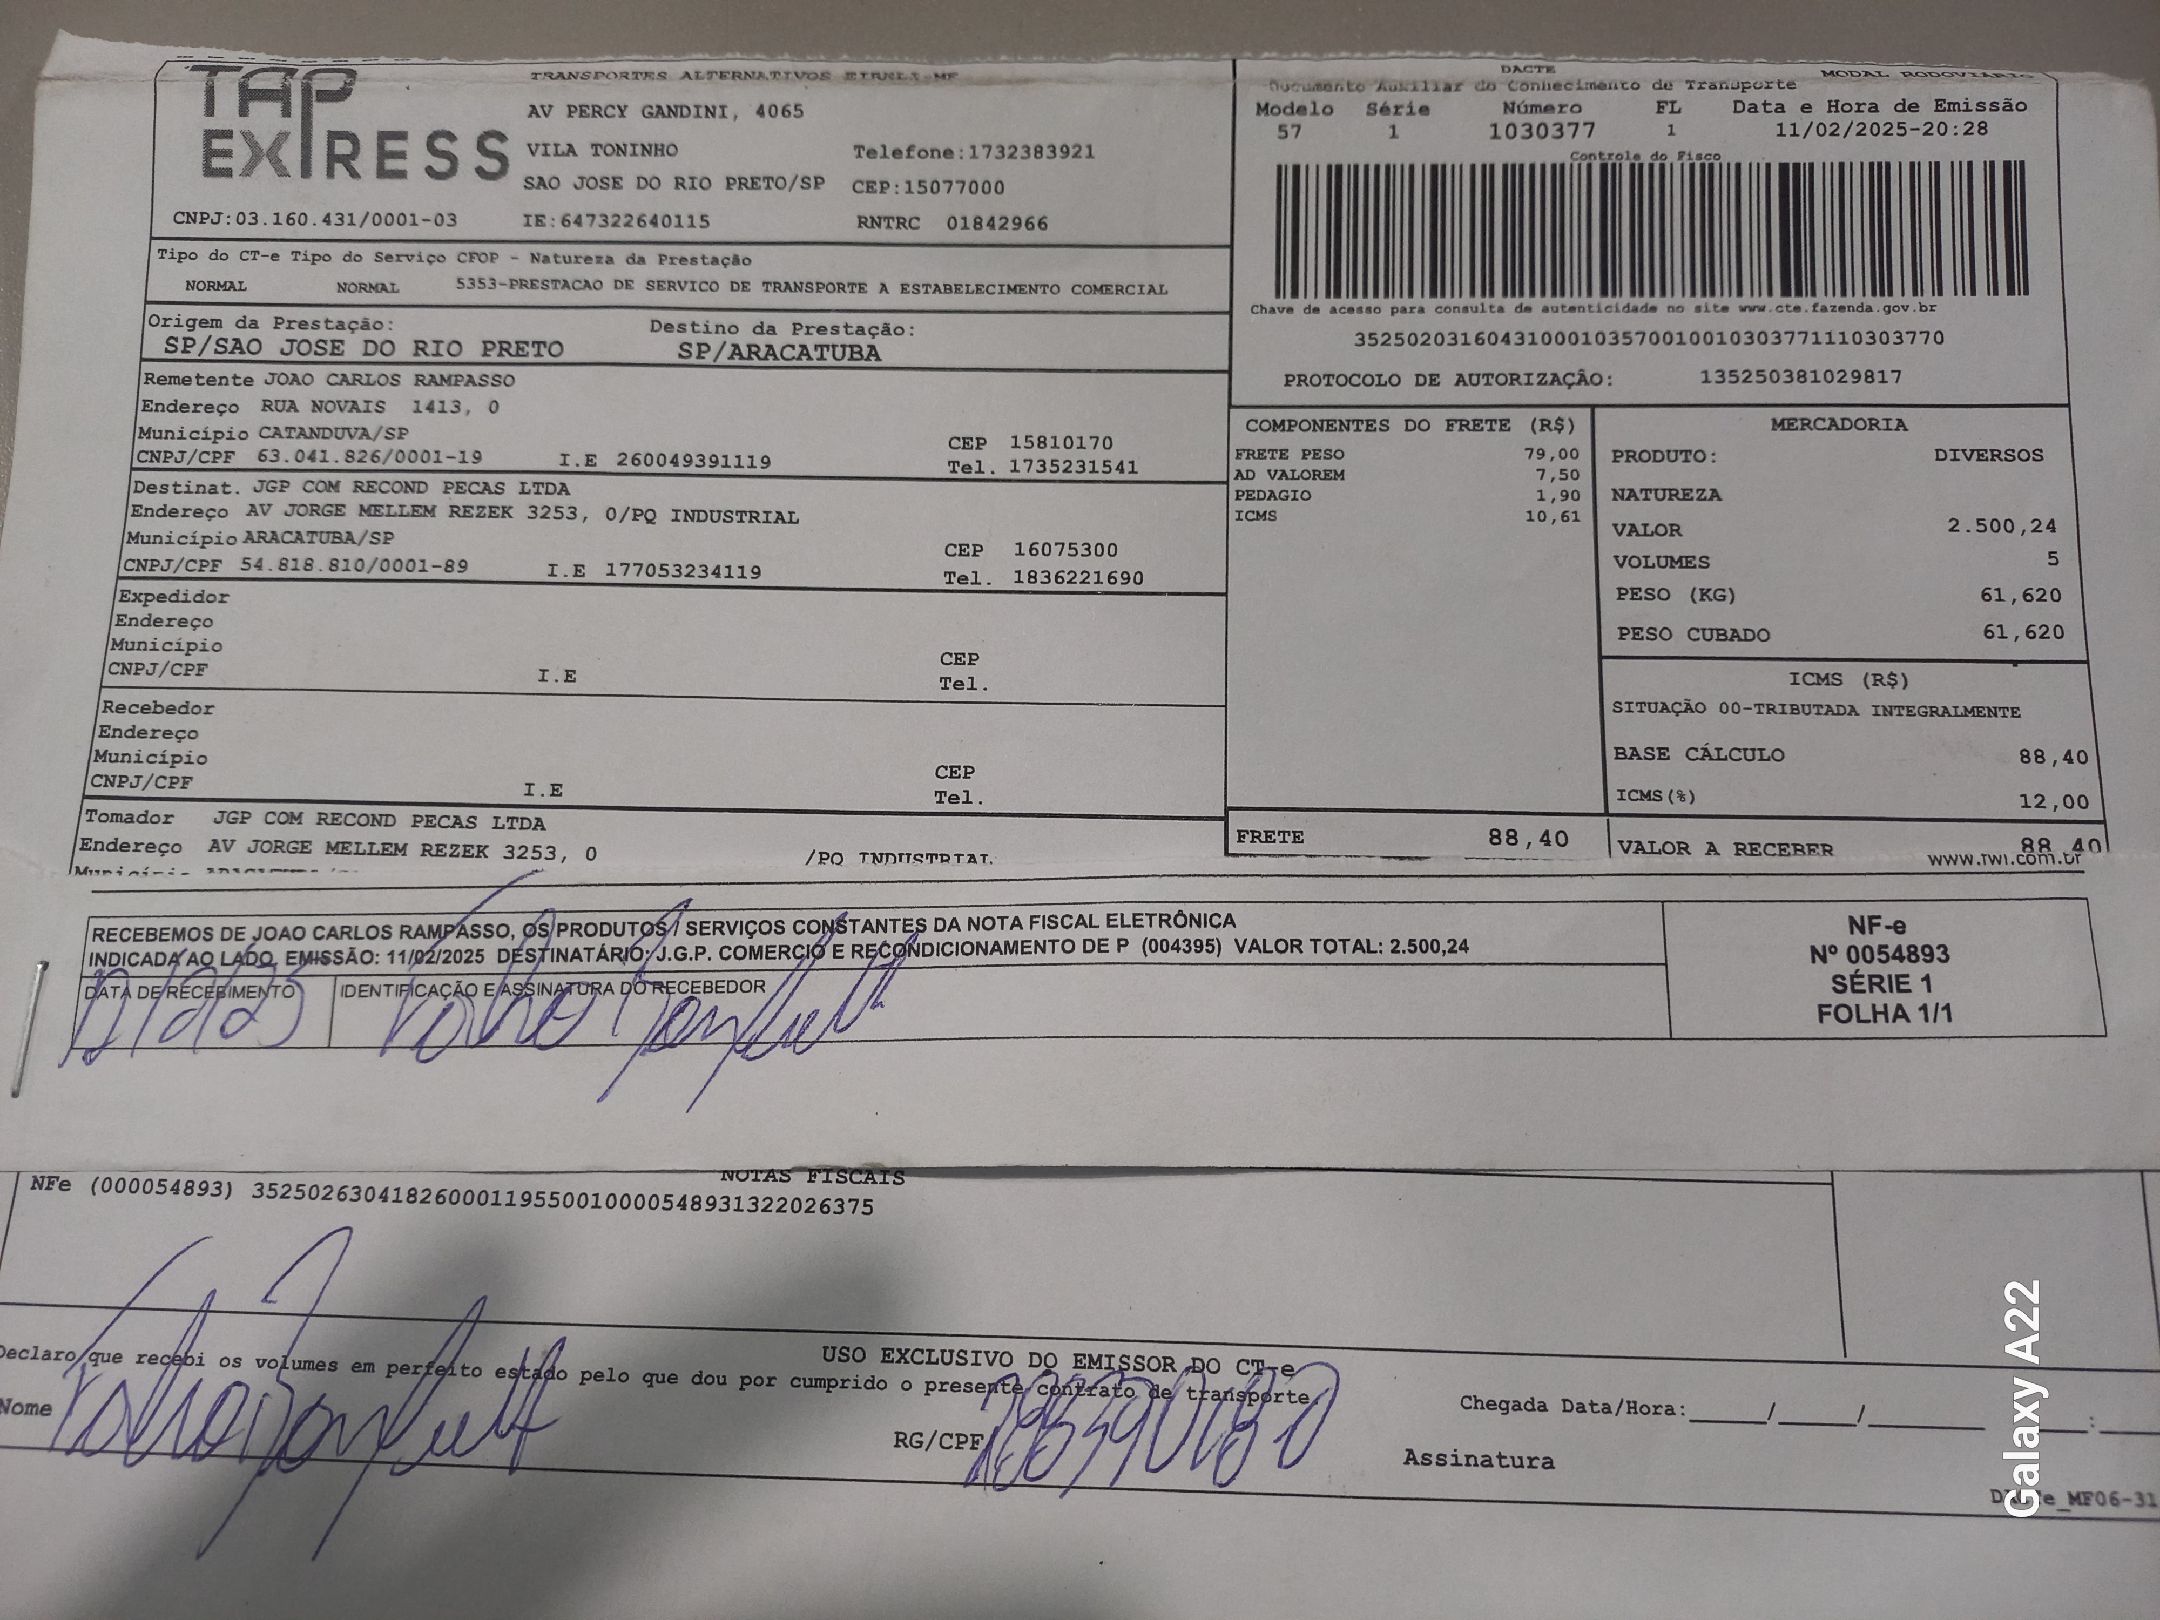 TAP EXPRESS
TRANSPORTES ALTERNATIVOS EIRELI-ME
AV PERCY GANDINI, 4065
VILA TONINHO Telefone:1732383921
SAO JOSE DO RIO PRETO/SP CEP:15077000
CNPJ:03.160.431/0001-03 IE:647322640115 RNTRC 01842966
DACTE MODAL RODOVIÁRIO
Documento Auxiliar do Conhecimento de Transporte
Modelo Série Número FL Data e Hora de Emissão
57 1 1030377 1 11/02/2025-20:28
Controle do Fisco
Chave de acesso para consulta de autenticidade no site www.cte.fazenda.gov.br
35250203160431000103570010010303771110303770
PROTOCOLO DE AUTORIZAÇÃO: 135250381029817
Tipo do CT-e Tipo do Serviço CFOP - Natureza da Prestação
NORMAL NORMAL 5353-PRESTACAO DE SERVICO DE TRANSPORTE A ESTABELECIMENTO COMERCIAL
Origem da Prestação: Destino da Prestação:
SP/SAO JOSE DO RIO PRETO SP/ARACATUBA
Remetente JOAO CARLOS RAMPASSO
Endereço RUA NOVAIS 1413, 0
Município CATANDUVA/SP CEP 15810170
CNPJ/CPF 63.041.826/0001-19 I.E 260049391119 Tel. 1735231541
Destinat. JGP COM RECOND PECAS LTDA
Endereço AV JORGE MELLEM REZEK 3253, 0/PQ INDUSTRIAL
Município ARACATUBA/SP CEP 16075300
CNPJ/CPF 54.818.810/0001-89 I.E 177053234119 Tel. 1836221690
Expedidor
Endereço
Município CEP
CNPJ/CPF I.E Tel.
Recebedor
Endereço
Município CEP
CNPJ/CPF I.E Tel.
Tomador JGP COM RECOND PECAS LTDA
Endereço AV JORGE MELLEM REZEK 3253, 0 /PQ INDUSTRIAL
COMPONENTES DO FRETE (R$)
FRETE PESO 79,00
AD VALOREM 7,50
PEDAGIO 1,90
ICMS 10,61
FRETE 88,40
MERCADORIA
PRODUTO: DIVERSOS
NATUREZA
VALOR 2.500,24
VOLUMES 5
PESO (KG) 61,620
PESO CUBADO 61,620
ICMS (R$)
SITUAÇÃO 00-TRIBUTADA INTEGRALMENTE
BASE CÁLCULO 88,40
ICMS(%) 12,00
VALOR A RECEBER 88,40
RECEBEMOS DE JOAO CARLOS RAMPASSO, OS PRODUTOS / SERVIÇOS CONSTANTES DA NOTA FISCAL ELETRÔNICA
INDICADA AO LADO. EMISSÃO: 11/02/2025 DESTINATÁRIO: J.G.P. COMERCIO E RECONDICIONAMENTO DE P (004395) VALOR TOTAL: 2.500,24
DATA DE RECEBIMENTO IDENTIFICAÇÃO E ASSINATURA DO RECEBEDOR
NF-e
Nº 0054893
SÉRIE 1
FOLHA 1/1
NOTAS FISCAIS
NFe (000054893) 35250263041826000119550010000548931322026375
USO EXCLUSIVO DO EMISSOR DO CT-e
Declaro que recebi os volumes em perfeito estado pelo que dou por cumprido o presente contrato de transporte
Nome RG/CPF Chegada Data/Hora:____/____/______ __:__
Assinatura
Galaxy A22